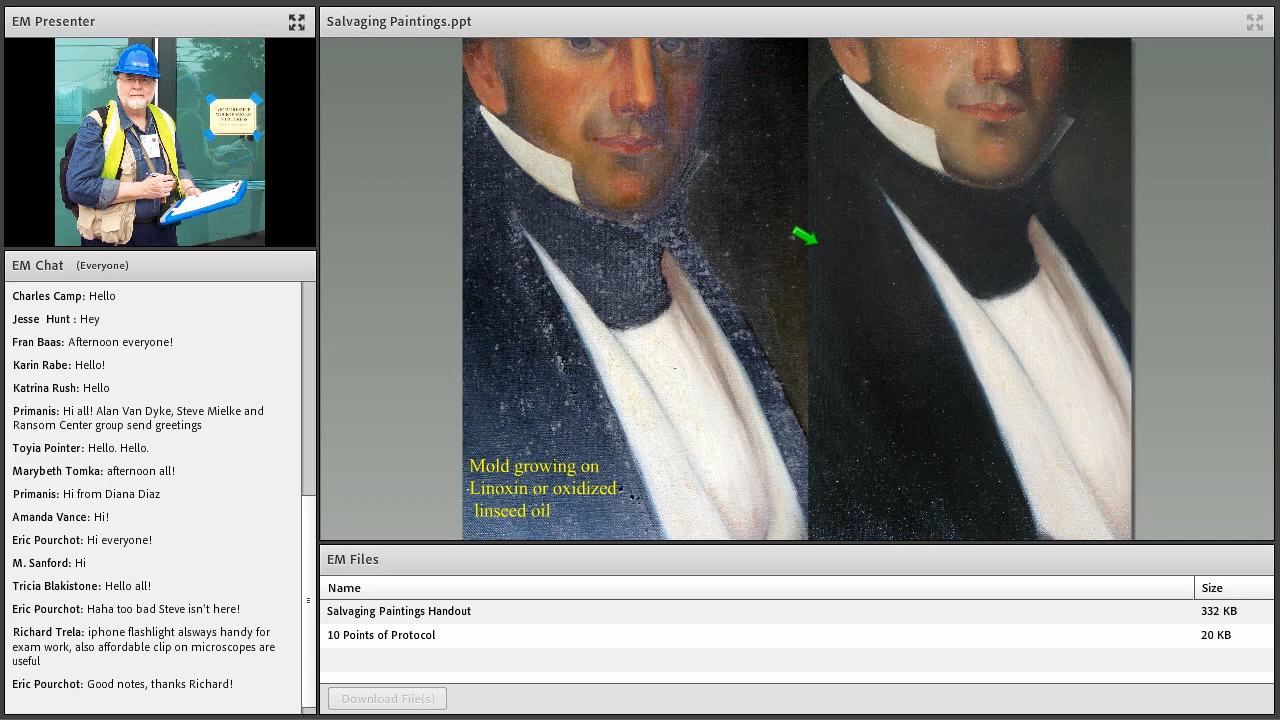 EM Presenter
EM Chat (Everyone)
Charles Camp: Hello
Jesse Hunt : Hey
Fran Baas: Afternoon everyone!
Karin Rabe: Hello!
Katrina Rush: Hello
Primanis: Hi all! Alan Van Dyke, Steve Mielke and
Ransom Center group send greetings
Toyia Pointer: Hello. Hello.
Marybeth Tomka: afternoon all!
Primanis: Hi from Diana Diaz
Amanda Vance: Hi!
Eric Pourchot: Hi everyone!
M. Sanford: Hi
Tricia Blakistone: Hello all!
Eric Pourchot: Haha too bad Steve isn't here!
Richard Trela: iphone flashlight alsways handy for
exam work, also affordable clip on microscopes are
useful
Eric Pourchot: Good notes, thanks Richard!
Salvaging Paintings.ppt
Mold growing on
Linoxin or oxidized
linseed oil
EM Files
Name Size
Salvaging Paintings Handout 332 KB
10 Points of Protocol 20 KB
Download File(s)